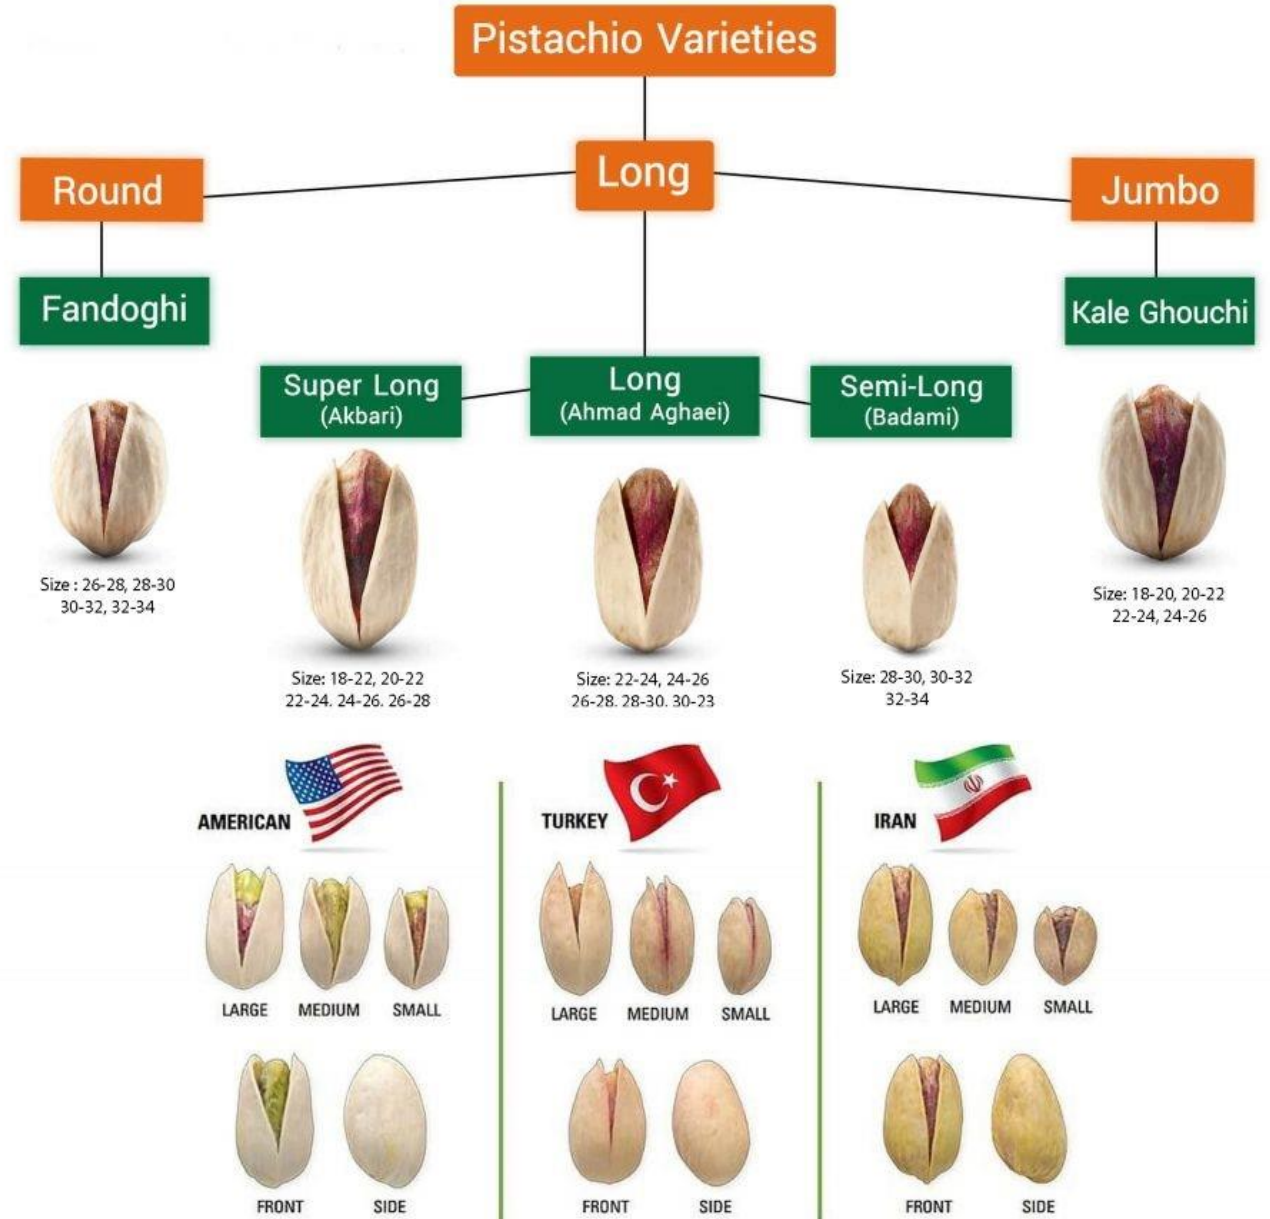 Pistachio Varieties
Round
Long
Jumbo
Fandoghi
Kale Ghouchi
Super Long
(Akbari)
Long
(Ahmad Aghaei)
Semi-Long
(Badami)
Size : 26-28, 28-30
30-32, 32-34
Size: 18-22, 20-22
22-24. 24-26. 26-28
Size: 22-24, 24-26
26-28. 28-30. 30-23
Size: 28-30, 30-32
32-34
Size: 18-20, 20-22
22-24, 24-26
AMERICAN
LARGE
MEDIUM
SMALL
FRONT
SIDE
TURKEY
LARGE
MEDIUM
SMALL
FRONT
SIDE
IRAN
LARGE
MEDIUM
SMALL
FRONT
SIDE